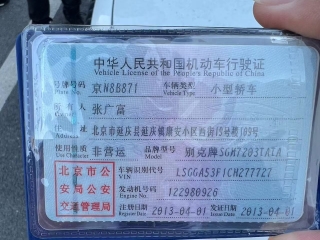 中华人民共和国机动车行驶证
Vehicle License of the People's Republic of China
号牌号码 京N8B871 车辆类型 小型轿车
Plate No. Vehicle Type
所有人 张广富
住址 北京市延庆县延庆镇康安小区西街15号楼109号
Address
使用性质 非营运 品牌型号 别克牌SGM7203TATA
Use Character Model
北京市公安局公安交通管理局
车辆识别代号 LSGGA53F1CH277727
VIN
发动机号码 122980926
Engine No.
注册日期 2013-04-01 发证日期 2013-04-01
Register Date Issue Date